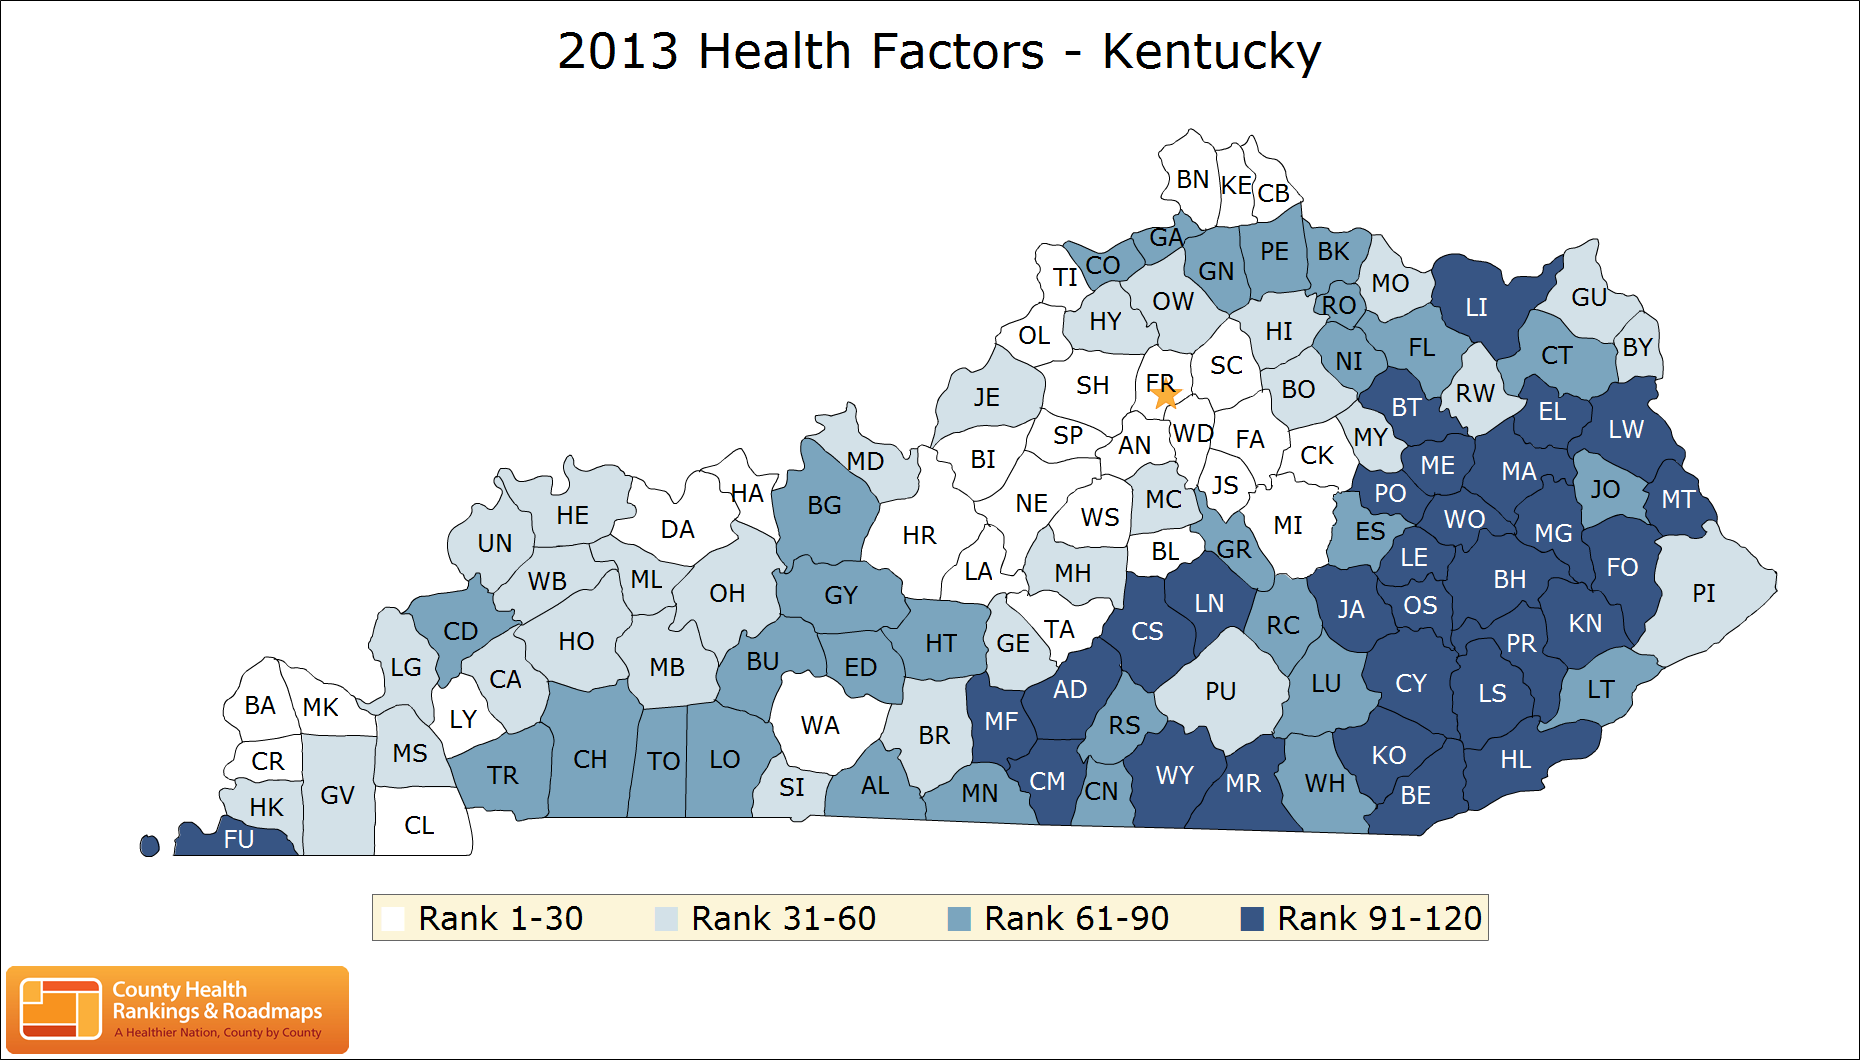 2013 Health Factors - Kentucky
BN KE CB
GA PE BK
TI CO GN MO GU
OW RO LI
OL HY HI
FL CT BY
SC NI
SH FR BO RW
JE BT EL
SP AN WD FA MY LW
MD BI CK ME MA
HA JS PO JO MT
BG NE MC
HE DA WS WO
UN HR MI ES MG
BL GR LE
LA MH FO
WB ML OH GY BH PI
LN OS
CD TA CS RC JA KN
HO HT GE PR
LG MB BU ED
CA AD PU LU CY LS LT
BA MK LY
WA MF RS
BR
MS CR TR CH TO LO KO HL
SI AL MN CM CN WY MR WH BE
HK GV
CL
FU
Rank 1-30 Rank 31-60 Rank 61-90 Rank 91-120
County Health
Rankings & Roadmaps
A Healthier Nation, County by County